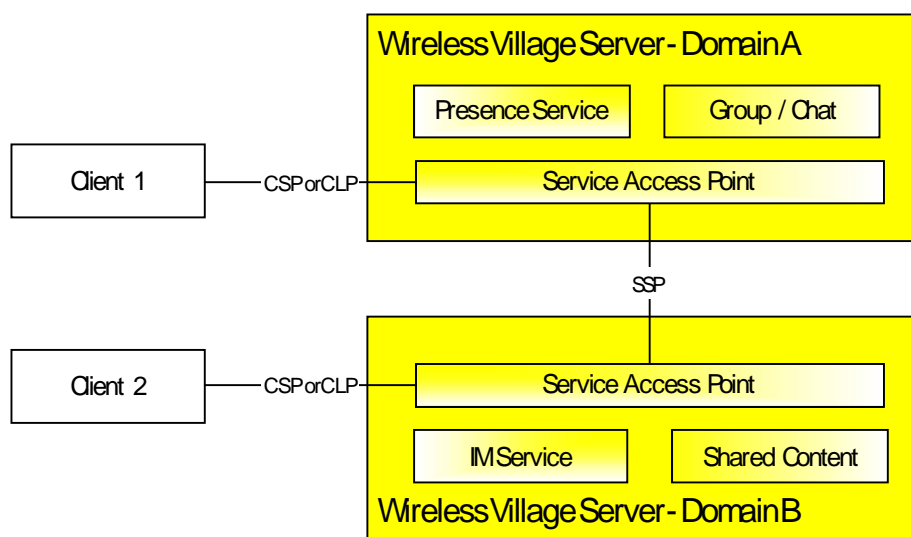 Wireless Village Server - Domain A
Presence Service
Group / Chat
Client 1
CSP or CLP
Service Access Point
SSP
Client 2
CSP or CLP
Service Access Point
IM Service
Shared Content
Wireless Village Server - Domain B